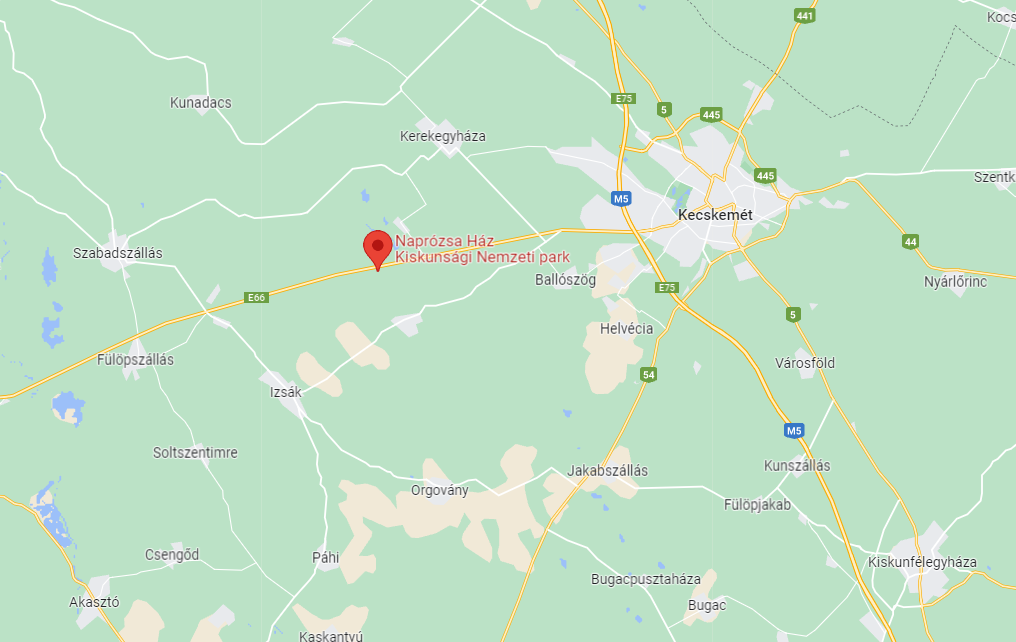 441
Kocs
Kunadacs
E75
5
445
Kerekegyháza
445
Szentk
M5
Kecskemét
Naprózsa Ház
Kiskunsági Nemzeti park
44
Szabadszállás
Ballószög
E75
Nyárlőrinc
E66
5
Helvécia
Fülöpszállás
Városföld
54
Izsák
M5
Soltszentimre
Jakabszállás
Kunszállás
Orgovány
Fülöpjakab
Csengőd
Páhi
Kiskunfélegyháza
Bugacpusztaháza
Akasztó
Bugac
Kaskantyú